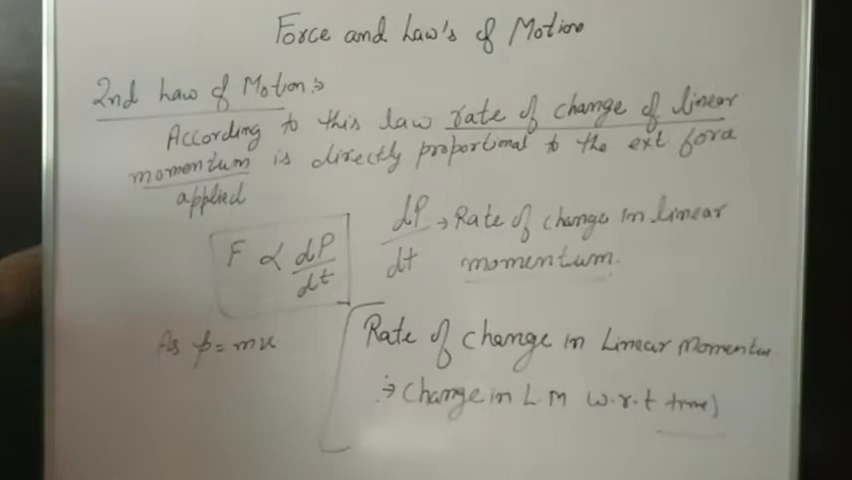 Force and Law's of Motion
2nd Law of Motion :→
According to this law rate of change of linear
momentum is directly proportional to the ext force
applied
F ∝ dP/dt
dP/dt → Rate of change in linear
momentum.
As p = mv
Rate of change in Linear Momentum
:→ Change in L.M w.r.t time)